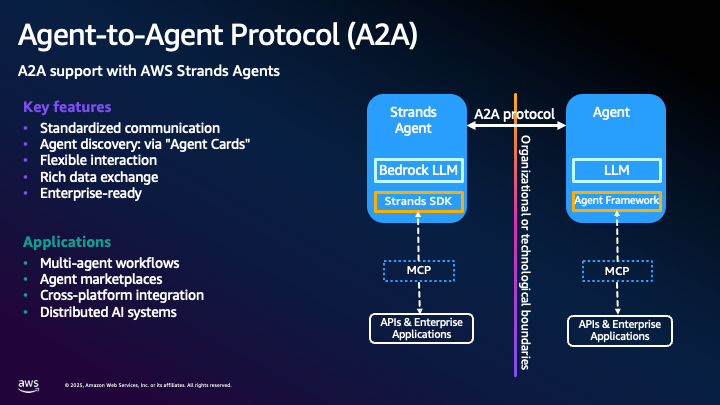 Agent-to-Agent Protocol (A2A)
A2A support with AWS Strands Agents
Key features
• Standardized communication
• Agent discovery: via "Agent Cards"
• Flexible interaction
• Rich data exchange
• Enterprise-ready
Applications
• Multi-agent workflows
• Agent marketplaces
• Cross-platform integration
• Distributed AI systems
Strands
Agent
Bedrock LLM
Strands SDK
MCP
APIs & Enterprise
Applications
A2A protocol
Organizational or technological boundaries
Agent
LLM
Agent Framework
MCP
APIs & Enterprise
Applications
aws
© 2025, Amazon Web Services, Inc. or its affiliates. All rights reserved.